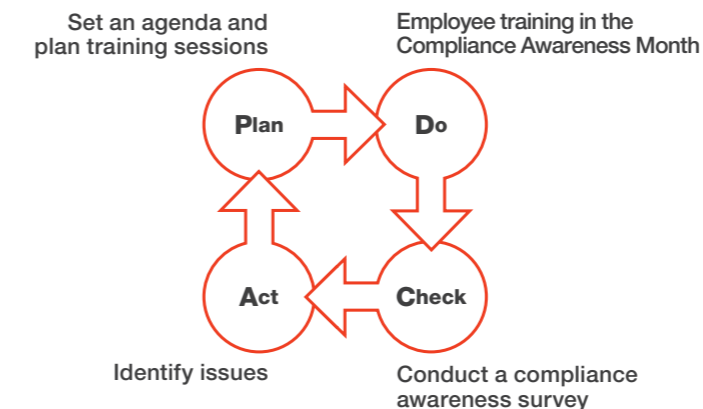 Set an agenda and
plan training sessions
Employee training in the
Compliance Awareness Month
Plan
Do
Act
Check
Identify issues
Conduct a compliance
awareness survey